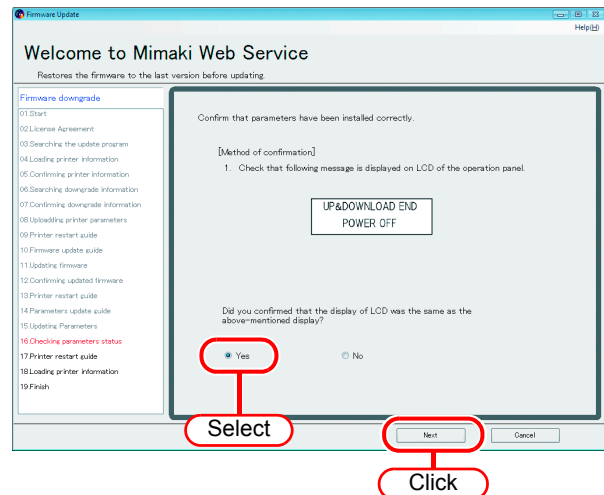 Firmware Update
Help(H)
Welcome to Mimaki Web Service
Restores the firmware to the last version before updating.
Firmware downgrade
01.Start
02.License Agreement
03.Searching the update program
04.Loading printer information
05.Confirming printer information
06.Searching downgrade information
07.Confirming downgrade information
08.Uploadding printer parameters
09.Printer restart guide
10.Firmware update guide
11.Updating firmware
12.Confirming updated firmware
13.Printer restart guide
14.Parameters update guide
15.Updating Parameters
16.Checking parameters status
17.Printer restart guide
18.Loading printer information
19.Finish
Confirm that parameters have been installed correctly.
[Method of confirmation]
1. Check that following message is displayed on LCD of the operation panel.
UP&DOWNLOAD END
POWER OFF
Did you confirmed that the display of LCD was the same as the
above-mentioned display?
Yes
No
Select
Next
Cancel
Click